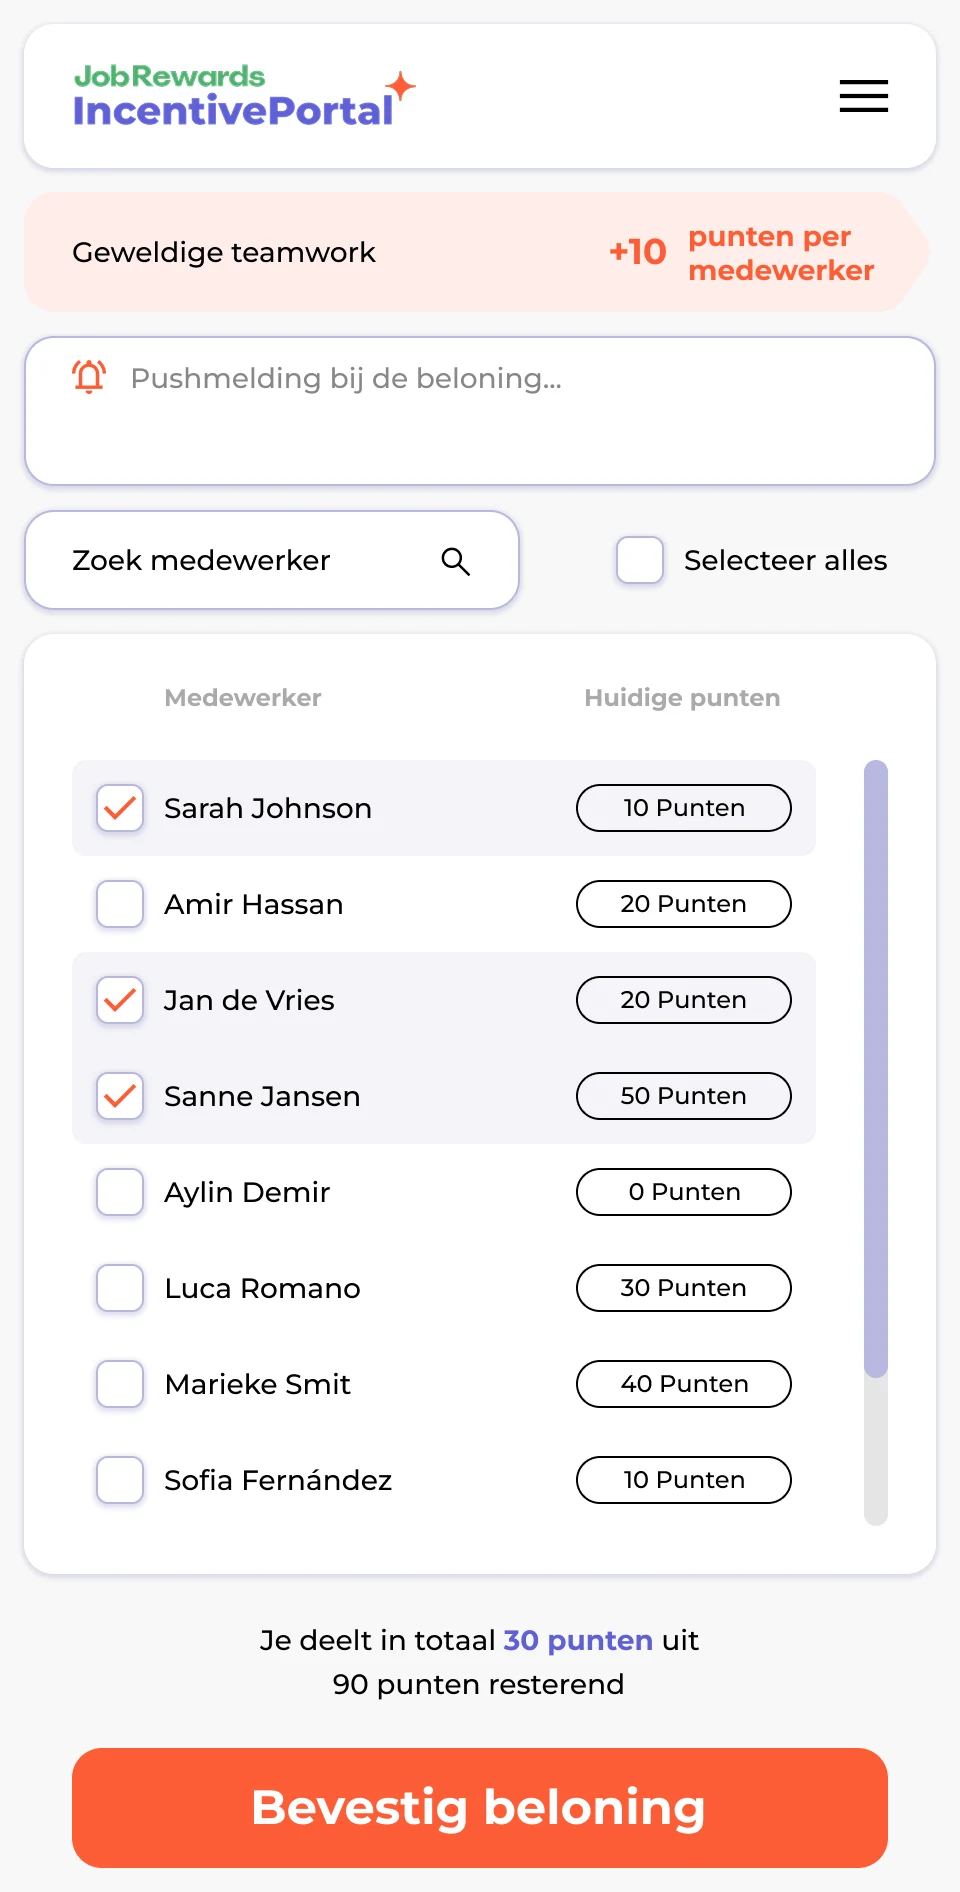 JobRewards
IncentivePortal
Geweldige teamwork
+10 punten per
medewerker
Pushmelding bij de beloning...
Zoek medewerker
Selecteer alles
Medewerker Huidige punten
Sarah Johnson 10 Punten
Amir Hassan 20 Punten
Jan de Vries 20 Punten
Sanne Jansen 50 Punten
Aylin Demir 0 Punten
Luca Romano 30 Punten
Marieke Smit 40 Punten
Sofia Fernández 10 Punten
Je deelt in totaal 30 punten uit
90 punten resterend
Bevestig beloning